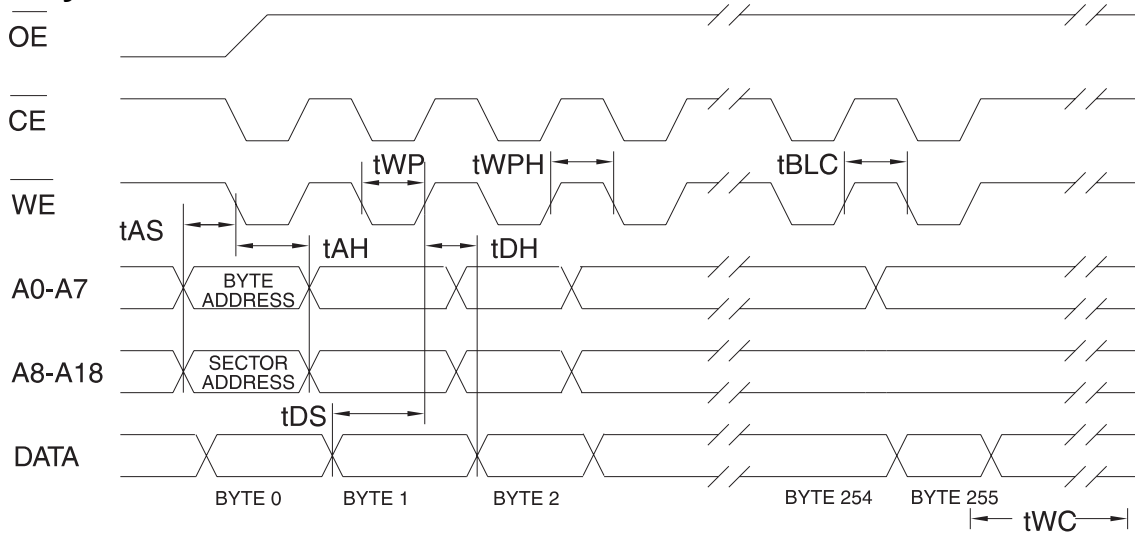 OE
CE
tWP tWPH tBLC
WE
tAS tAH tDH
A0-A7 BYTE ADDRESS
A8-A18 SECTOR ADDRESS
tDS
DATA
BYTE 0 BYTE 1 BYTE 2 BYTE 254 BYTE 255
tWC